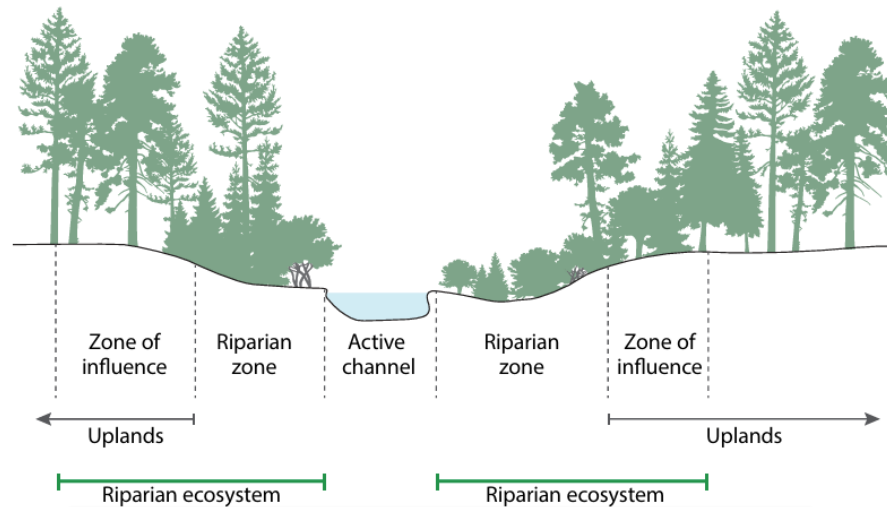 Zone of
influence
Riparian
zone
Active
channel
Riparian
zone
Zone of
influence
Uplands
Uplands
Riparian ecosystem
Riparian ecosystem